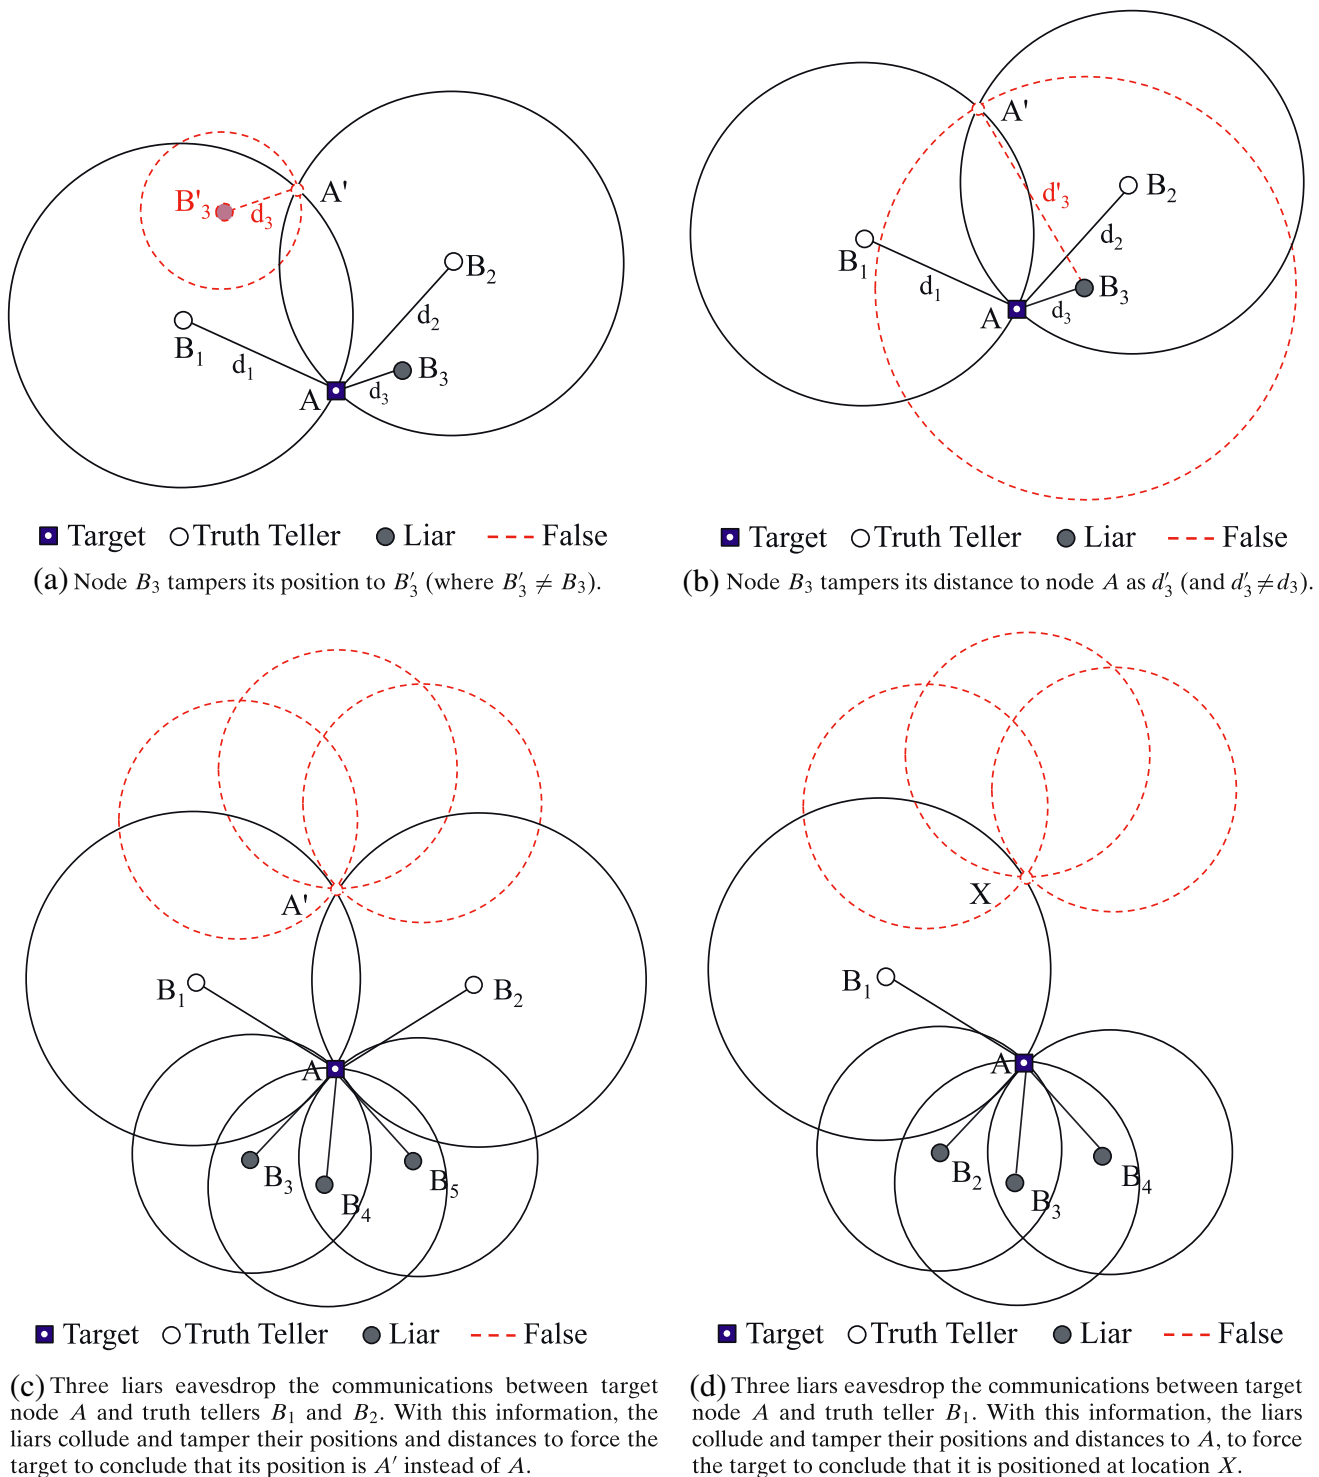 B'₃
d₃
A'
B₂
d₂
B₁
d₁
B₃
A
d₃
Target Truth Teller Liar False
(a) Node B₃ tampers its position to B′₃ (where B′₃ ≠ B₃).
A'
B₂
d'₃
d₂
B₁
d₁
B₃
A
d₃
Target Truth Teller Liar False
(b) Node B₃ tampers its distance to node A as d′₃ (and d′₃≠d₃).
A'
B₁
B₂
A
B₃
B₅
B₄
Target Truth Teller Liar False
(c) Three liars eavesdrop the communications between target
node A and truth tellers B₁ and B₂. With this information, the
liars collude and tamper their positions and distances to force the
target to conclude that its position is A′ instead of A.
X
B₁
A
B₂
B₄
B₃
Target Truth Teller Liar False
(d) Three liars eavesdrop the communications between target
node A and truth teller B₁. With this information, the liars
collude and tamper their positions and distances to A, to force
the target to conclude that it is positioned at location X.